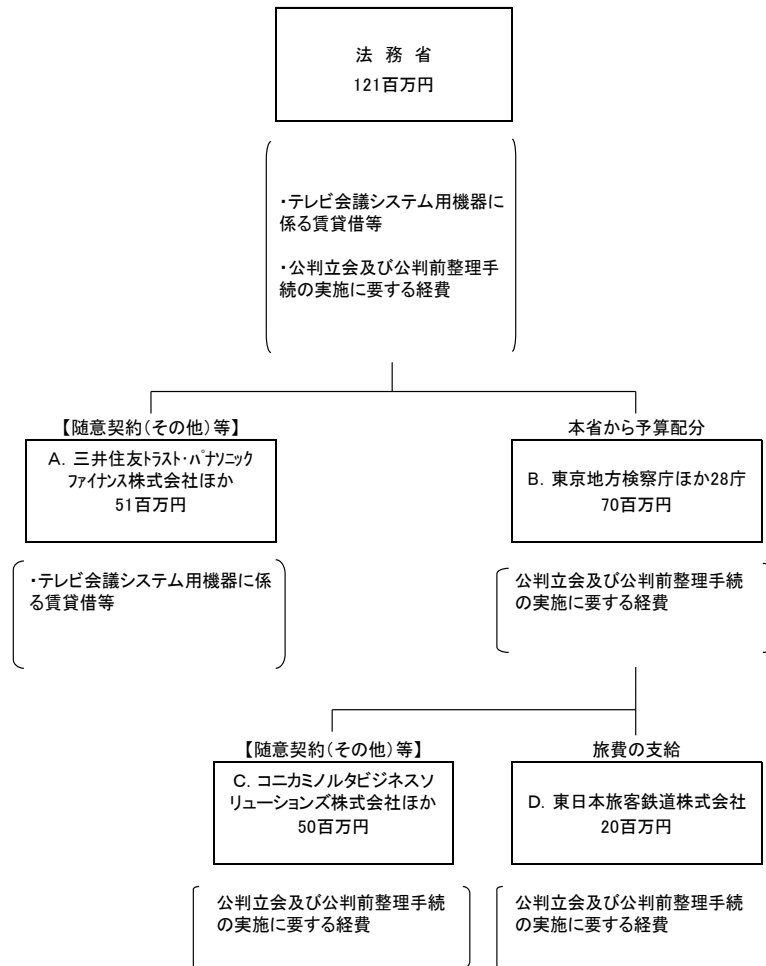 法 務 省
121百万円
・テレビ会議システム用機器に
係る賃貸借等
・公判立会及び公判前整理手
続の実施に要する経費
【随意契約(その他)等】
A. 三井住友トラスト・パナソニック
ファイナンス株式会社ほか
51百万円
本省から予算配分
B. 東京地方検察庁ほか28庁
70百万円
・テレビ会議システム用機器に係
る賃貸借等
公判立会及び公判前整理手続
の実施に要する経費
【随意契約(その他)等】
C. コニカミノルタビジネスソ
リューションズ株式会社ほか
50百万円
旅費の支給
D. 東日本旅客鉄道株式会社
20百万円
公判立会及び公判前整理手続
の実施に要する経費
公判立会及び公判前整理手続
の実施に要する経費